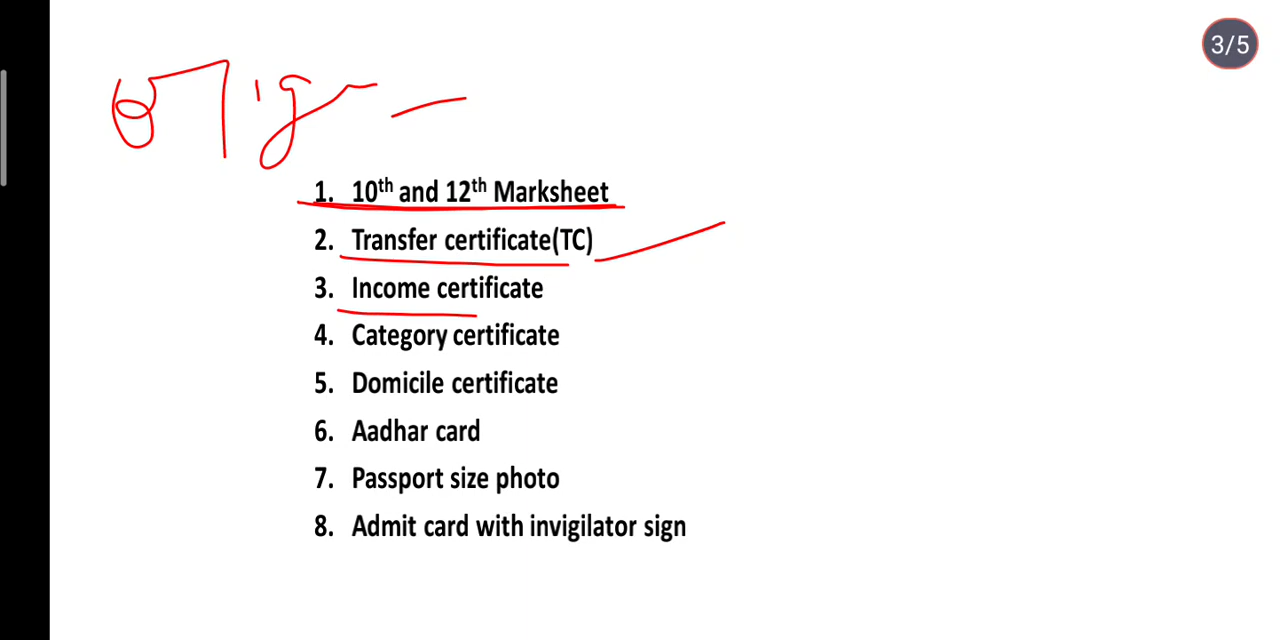 3/5
1. 10th and 12th Marksheet
2. Transfer certificate(TC)
3. Income certificate
4. Category certificate
5. Domicile certificate
6. Aadhar card
7. Passport size photo
8. Admit card with invigilator sign